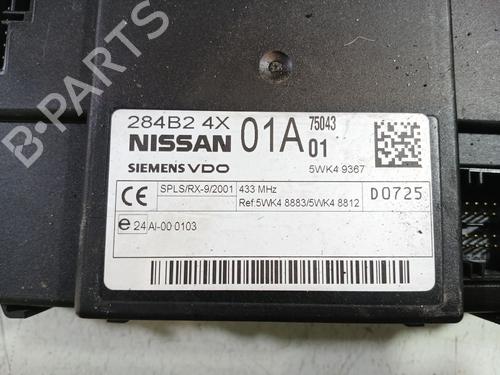 B-PARTS
284B2 4X
NISSAN
01A
75043
01
SIEMENS VDO
5WK4 9367
CE
SPLS/RX-9/2001
433 MHz
Ref:5WK4 8883/5WK4 8812
D0725
e 24 AI-00 0103